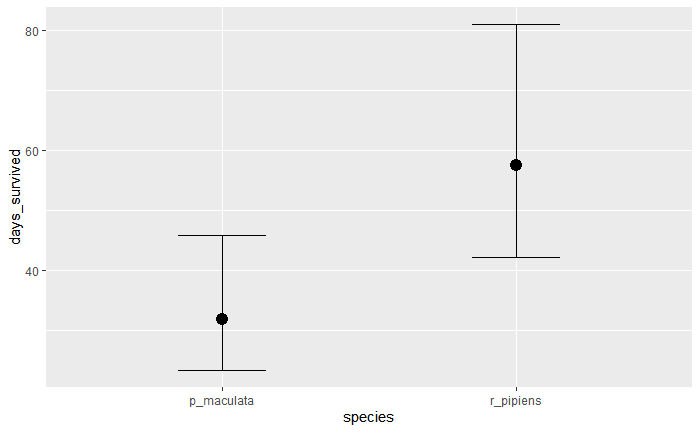 days_survived
80
60
40
p_maculata
r_pipiens
species